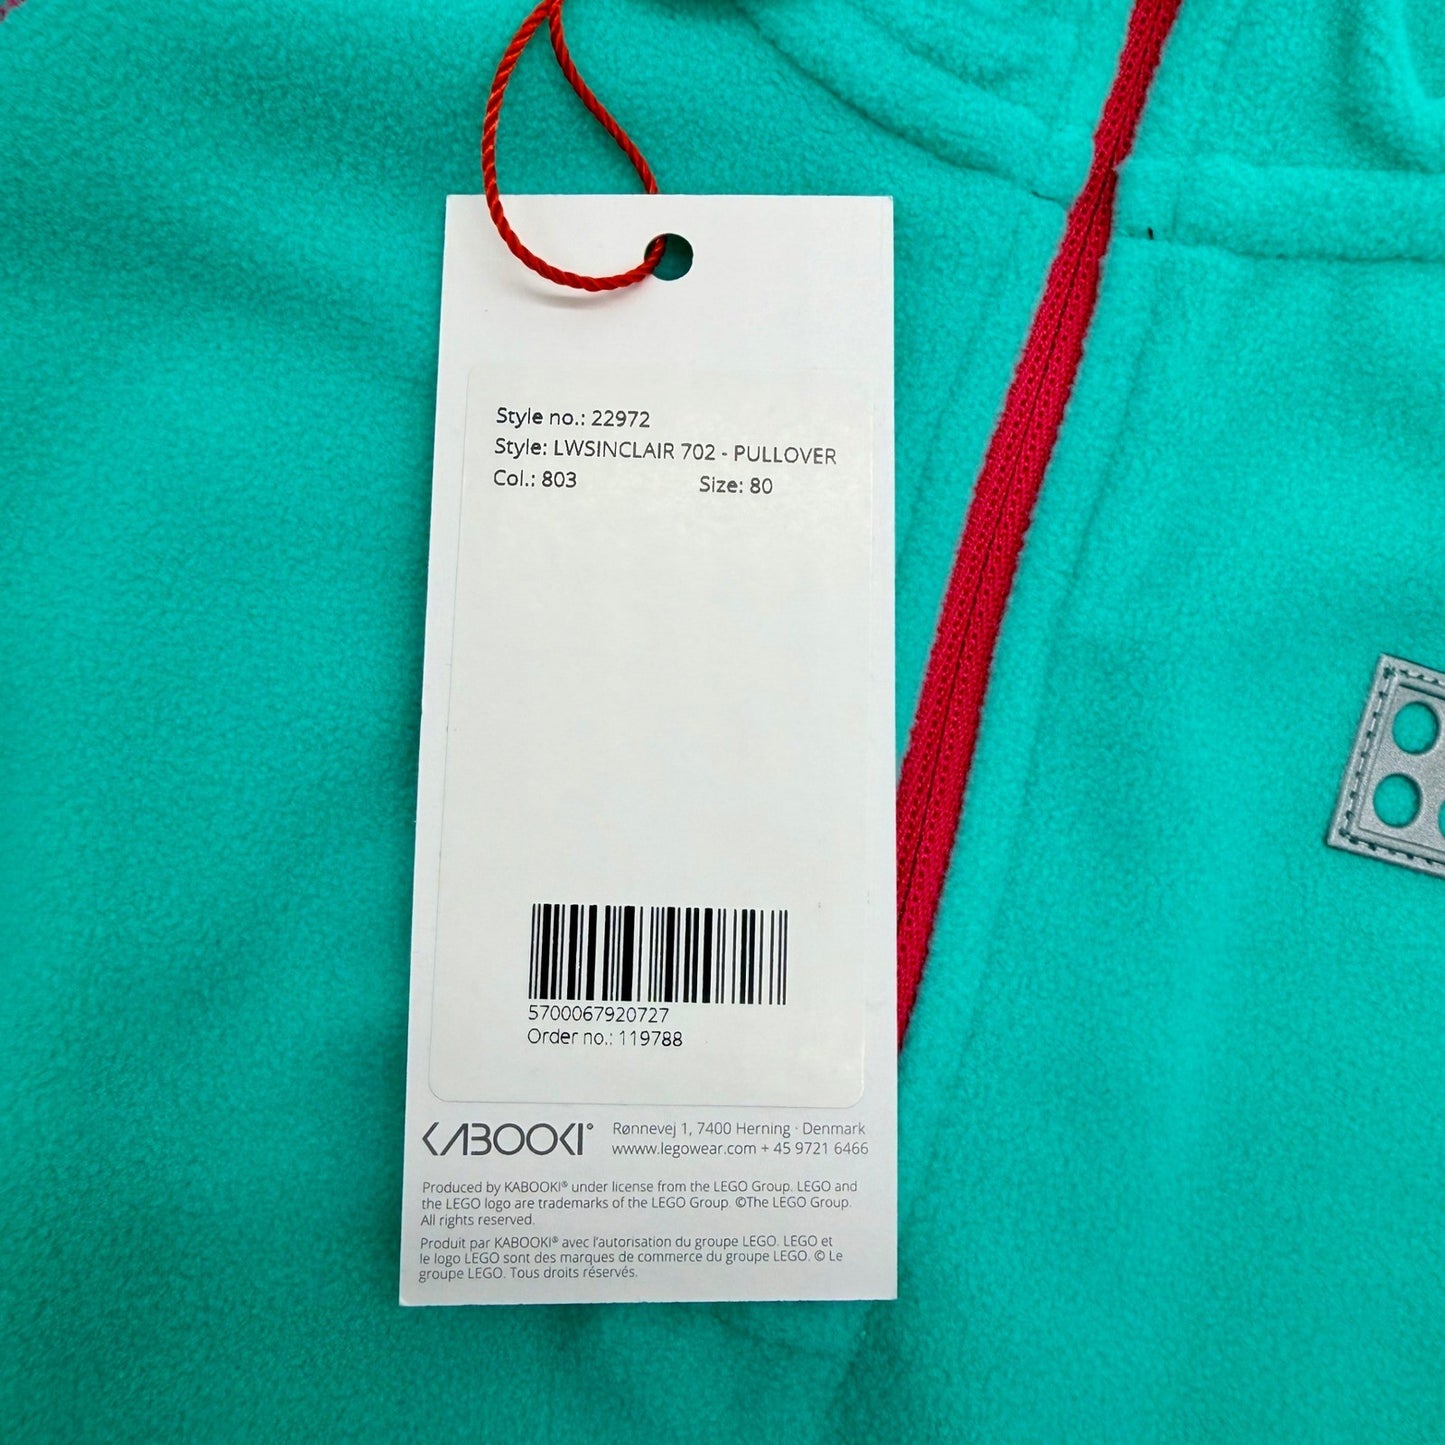 Style no.: 22972
Style: LWSINCLAIR 702 - PULLOVER
Col.: 803 Size: 80
5700067920727
Order no.: 119788
KABOOKI®
Rønnevej 1, 7400 Herning · Denmark
wwww.legowear.com + 45 9721 6466
Produced by KABOOKI® under license from the LEGO Group. LEGO and
the LEGO logo are trademarks of the LEGO Group. ©The LEGO Group.
All rights reserved.
Produit par KABOOKI® avec l'autorisation du groupe LEGO. LEGO et
le logo LEGO sont des marques de commerce du groupe LEGO. © Le
groupe LEGO. Tous droits réservés.